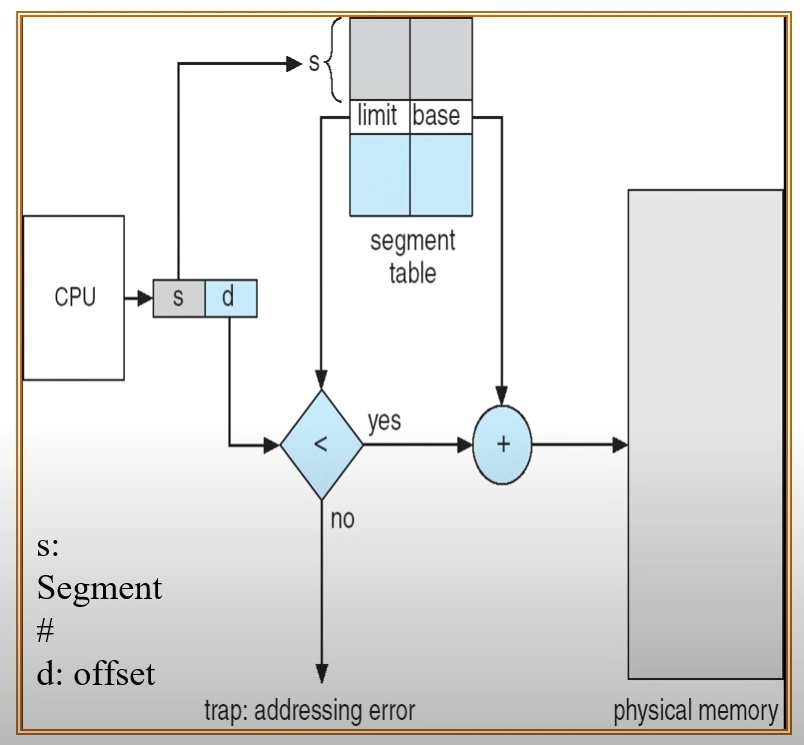 s
limit base
segment
table
CPU
s d
yes
<
+
no
s:
Segment
#
d: offset
trap: addressing error
physical memory